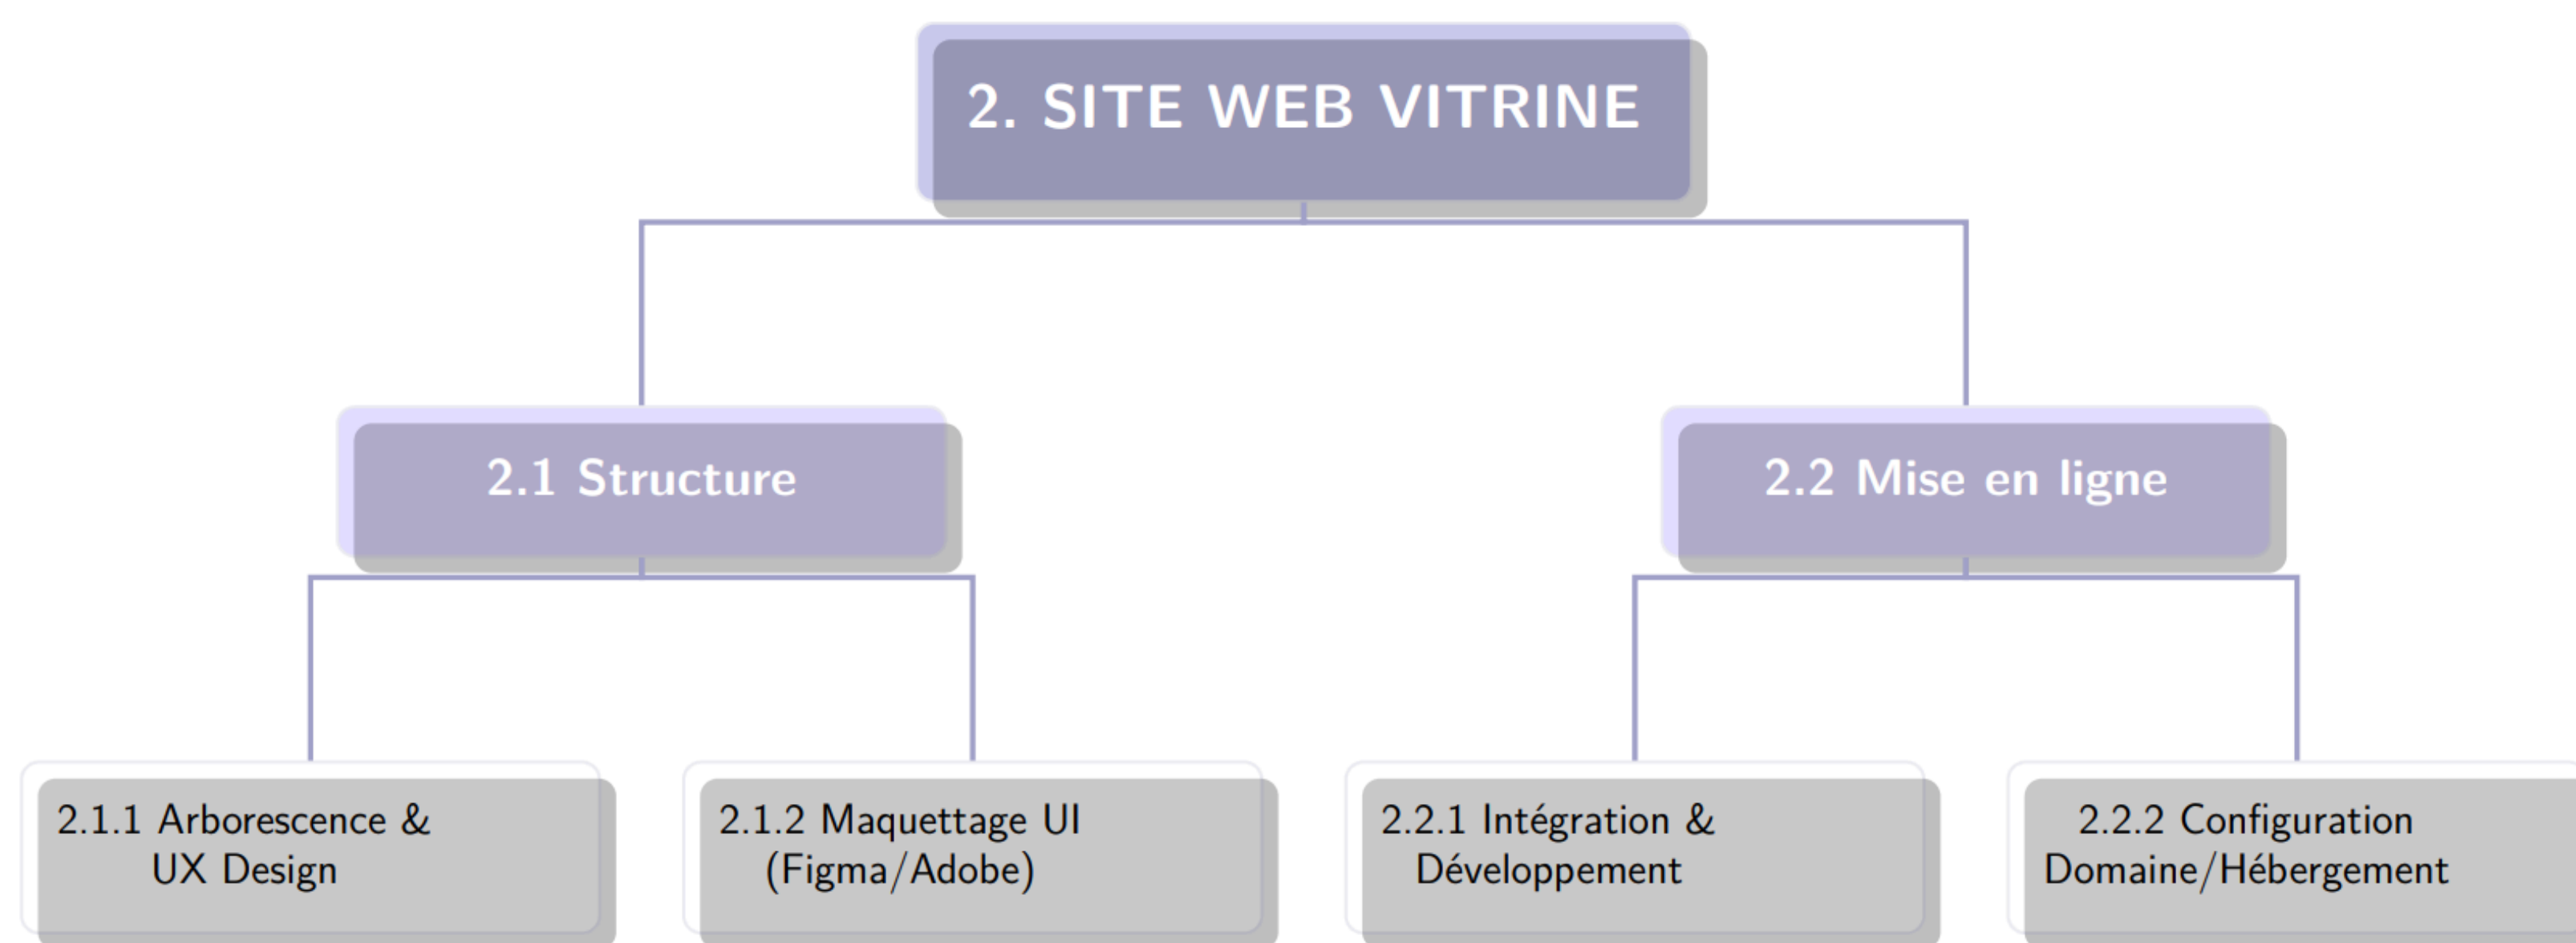 2. SITE WEB VITRINE
2.1 Structure
2.2 Mise en ligne
2.1.1 Arborescence &
UX Design
2.1.2 Maquettage UI
(Figma/Adobe)
2.2.1 Intégration &
Développement
2.2.2 Configuration
Domaine/Hébergement